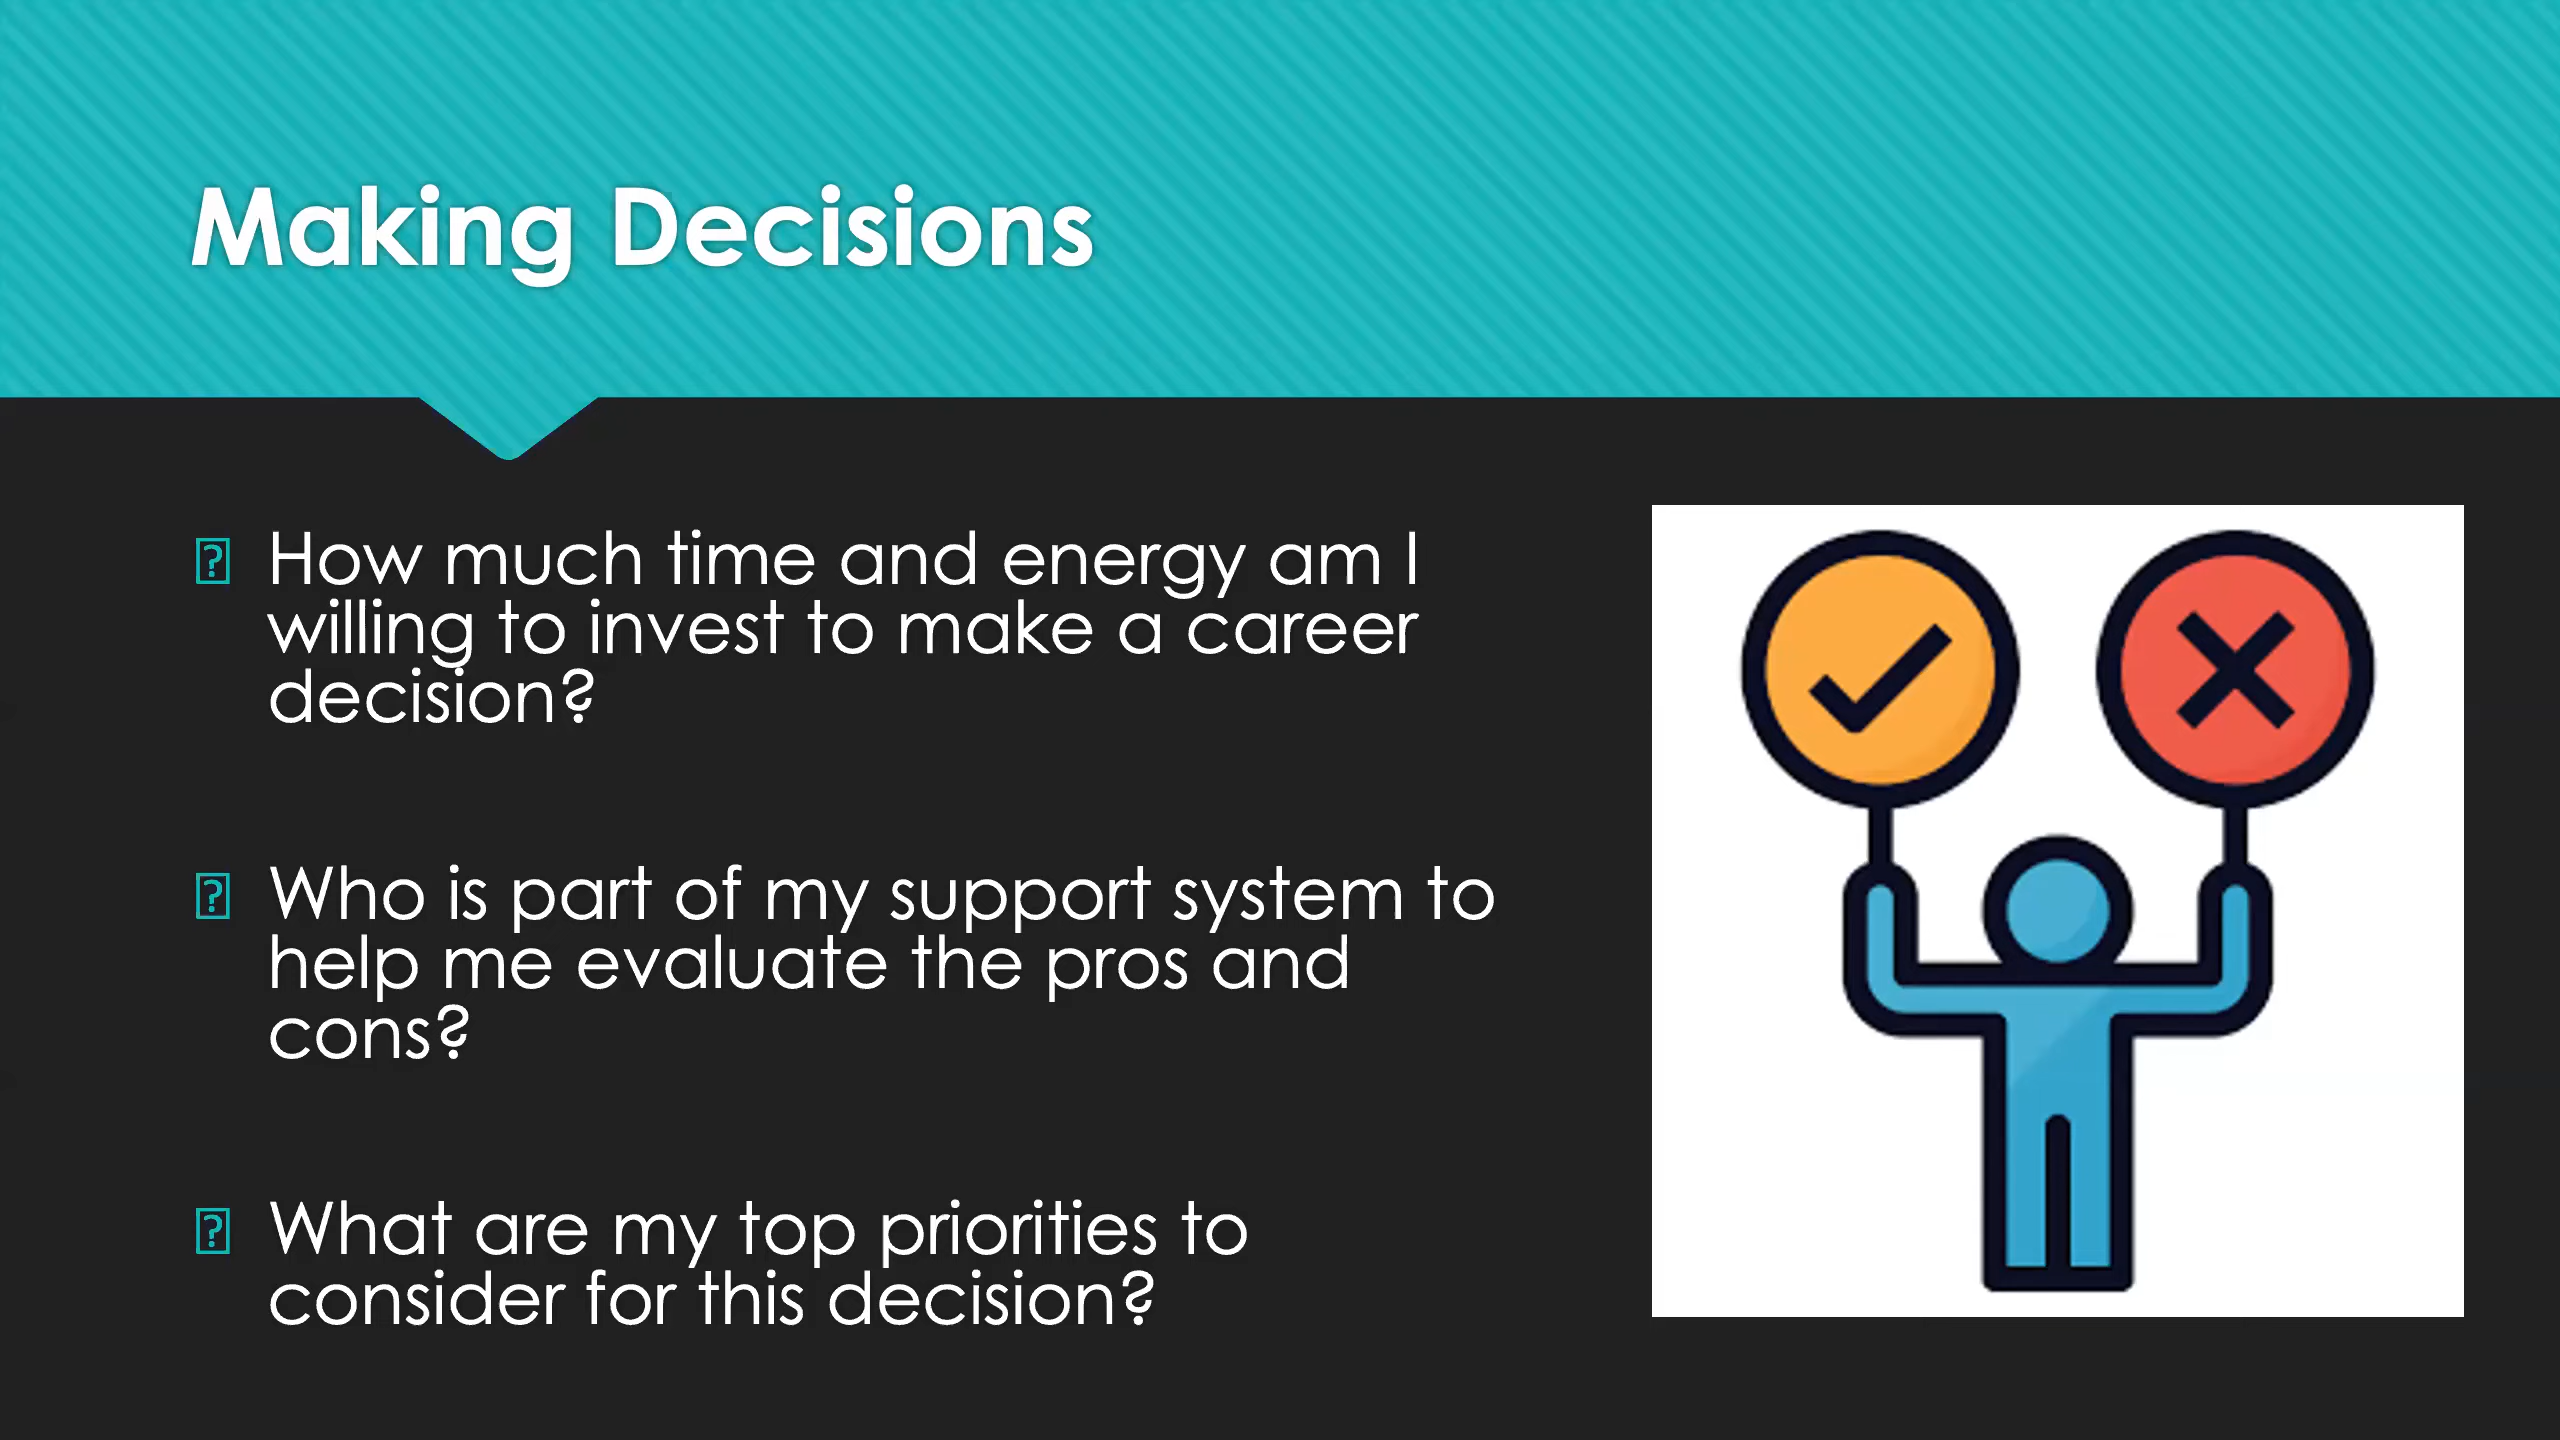 Making Decisions
How much time and energy am I
willing to invest to make a career
decision?
Who is part of my support system to
help me evaluate the pros and
cons?
What are my top priorities to
consider for this decision?